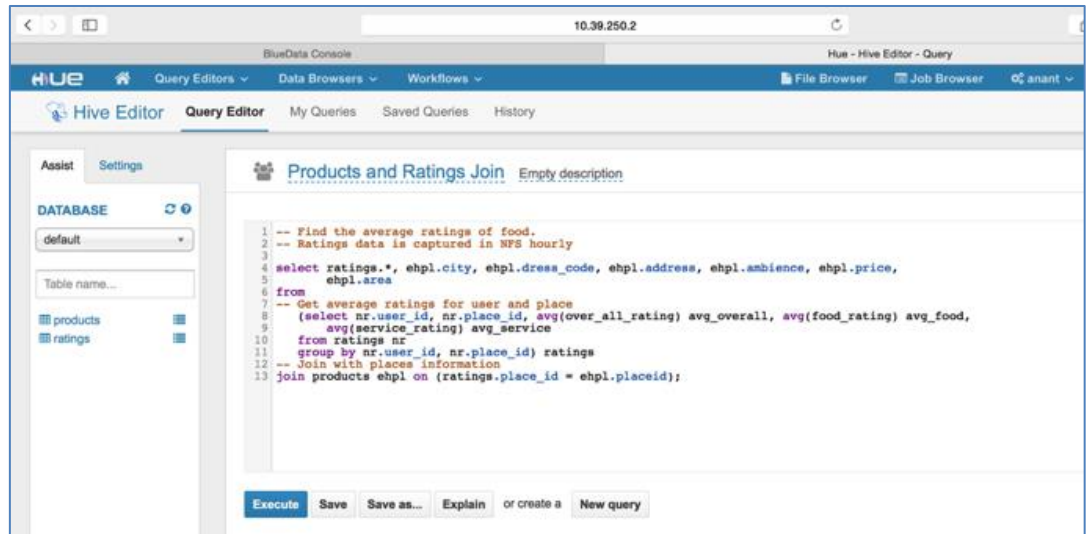 10.39.250.2
BlueData Console
Hue - Hive Editor - Query
HUE Query Editors Data Browsers Workflows File Browser Job Browser anant
Hive Editor Query Editor My Queries Saved Queries History
Assist Settings
Products and Ratings Join Empty description
DATABASE
default
Table name...
products
ratings
1 -- Find the average ratings of food.
2 -- Ratings data is captured in NFS hourly
3
4 select ratings.*, ehpl.city, ehpl.dress_code, ehpl.address, ehpl.ambience, ehpl.price,
5 ehpl.area
6 from
7 -- Get average ratings for user and place
8 (select nr.user_id, nr.place_id, avg(over_all_rating) avg_overall, avg(food_rating) avg_food,
9 avg(service_rating) avg_service
10 from ratings nr
11 group by nr.user_id, nr.place_id) ratings
12 -- Join with places information
13 join products ehpl on (ratings.place_id = ehpl.placeid);
Execute Save Save as... Explain or create a New query